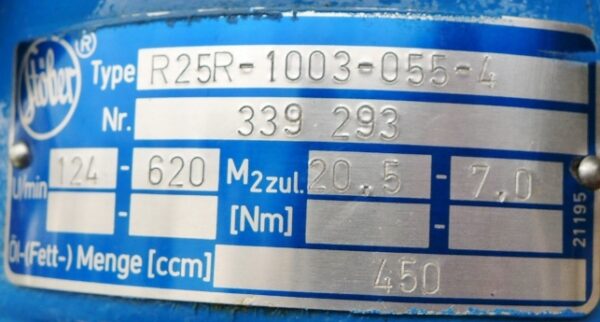 Stöber ®
Type R25R-1003-055-4
Nr. 339 293
U/min 124 - 620 M2zul. 20,5 - 7,0
- [Nm] -
Öl-(Fett-) Menge [ccm] 450
21195